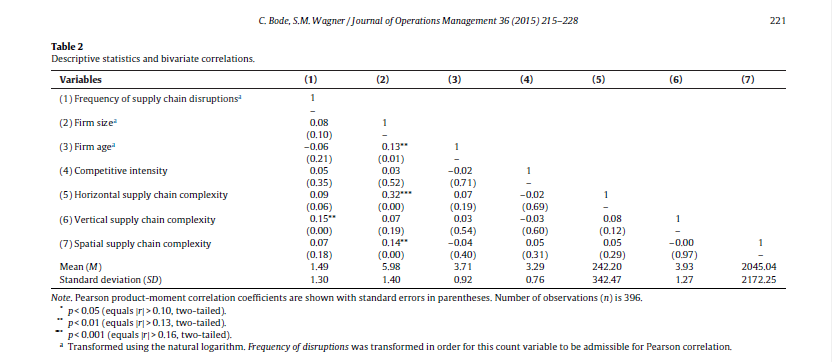 C. Bode, S.M. Wagner / Journal of Operations Management 36 (2015) 215–228 221
Table 2
Descriptive statistics and bivariate correlations.
Variables (1) (2) (3) (4) (5) (6) (7)
(1) Frequency of supply chain disruptionsᵃ 1
–
(2) Firm sizeᵃ 0.08 1
(0.10) –
(3) Firm ageᵃ −0.06 0.13** 1
(0.21) (0.01) –
(4) Competitive intensity 0.05 0.03 −0.02 1
(0.35) (0.52) (0.71) –
(5) Horizontal supply chain complexity 0.09 0.32*** 0.07 −0.02 1
(0.06) (0.00) (0.19) (0.69) –
(6) Vertical supply chain complexity 0.15** 0.07 0.03 −0.03 0.08 1
(0.00) (0.19) (0.54) (0.60) (0.12) –
(7) Spatial supply chain complexity 0.07 0.14** −0.04 0.05 0.05 −0.00 1
(0.18) (0.00) (0.40) (0.31) (0.29) (0.97) –
Mean (M) 1.49 5.98 3.71 3.29 242.20 3.93 2045.04
Standard deviation (SD) 1.30 1.40 0.92 0.76 342.47 1.27 2172.25
Note. Pearson product-moment correlation coefficients are shown with standard errors in parentheses. Number of observations (n) is 396.
* p < 0.05 (equals |r| > 0.10, two-tailed).
** p < 0.01 (equals |r| > 0.13, two-tailed).
*** p < 0.001 (equals |r| > 0.16, two-tailed).
ᵃ Transformed using the natural logarithm. Frequency of disruptions was transformed in order for this count variable to be admissible for Pearson correlation.